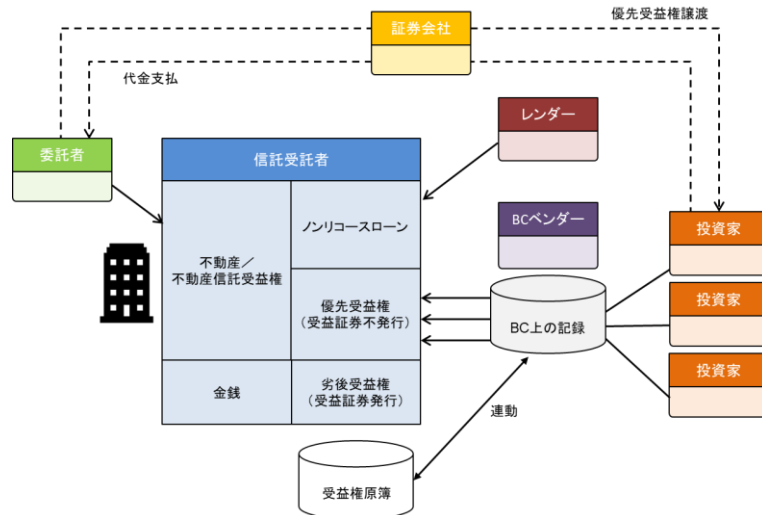 証券会社
優先受益権譲渡
代金支払
レンダー
委託者
信託受託者
ノンリコースローン
BCベンダー
投資家
不動産／
不動産信託受益権
優先受益権
（受益証券不発行）
BC上の記録
投資家
投資家
金銭
劣後受益権
（受益証券発行）
連動
受益権原簿